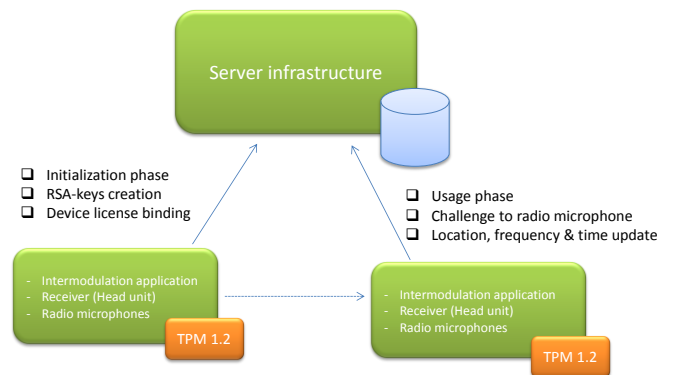 Server infrastructure
❑ Initialization phase
❑ RSA-keys creation
❑ Device license binding
❑ Usage phase
❑ Challenge to radio microphone
❑ Location, frequency & time update
- Intermodulation application
- Receiver (Head unit)
- Radio microphones
TPM 1.2
- Intermodulation application
- Receiver (Head unit)
- Radio microphones
TPM 1.2